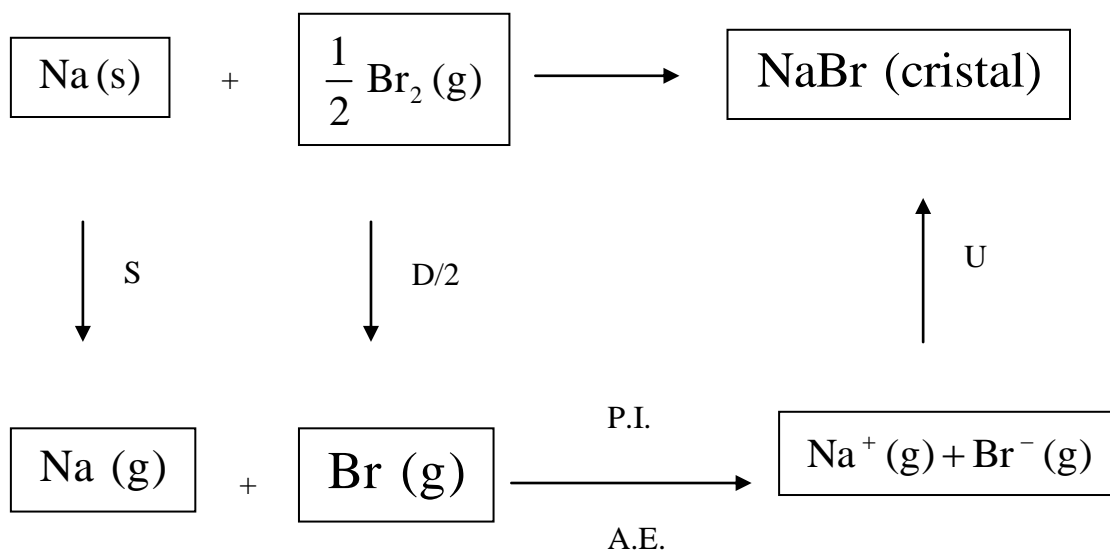 Na (s) + 1/2 Br₂ (g) NaBr (cristal)
S D/2 U
P.I.
Na (g) + Br (g) Na⁺ (g) + Br⁻ (g)
A.E.